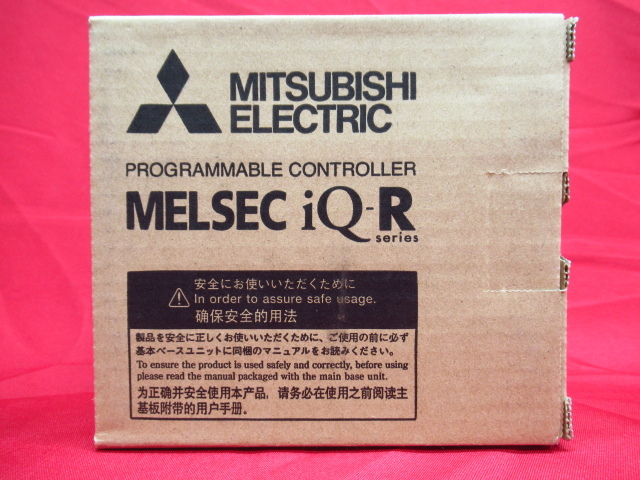 MITSUBISHI
ELECTRIC
PROGRAMMABLE CONTROLLER
MELSEC iQ-R
series
安全にお使いいただくために
In order to assure safe usage.
确保安全的用法
製品を安全に正しくお使いいただくために、ご使用の前に必ず
基本ベースユニットに同梱のマニュアルをお読みください。
To ensure the product is used safely and correctly, before using
please read the manual packaged with the main base unit.
为正确并安全使用本产品，请务必在使用之前阅读主
基板附带的用户手册.